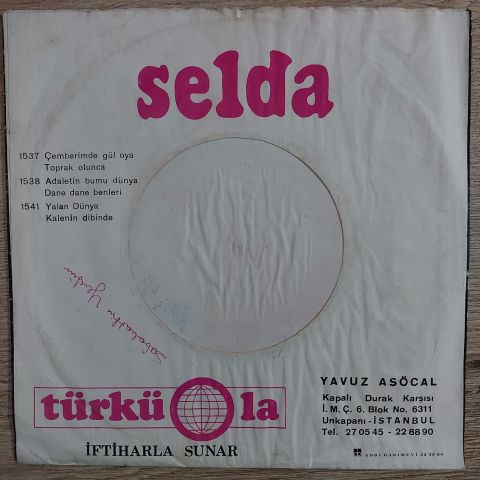 selda
1537 Çemberimde gül oya
Toprak olunca
1538 Adaletin bumu dünya
Dane dane benleri
1541 Yalan Dünya
Kalenin dibinde
türküola
İFTİHARLA SUNAR
YAVUZ ASÖCAL
Kapalı Durak Karşısı
İ. M. Ç. 6. Blok No. 6311
Unkapanı - İSTANBUL
Tel. 27 05 45 - 22 88 90